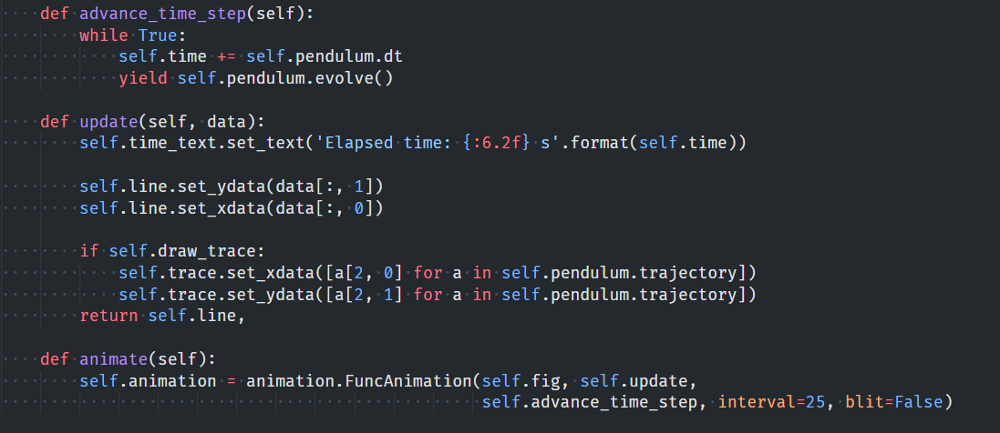 def advance_time_step(self):
while True:
self.time += self.pendulum.dt
yield self.pendulum.evolve()
def update(self, data):
self.time_text.set_text('Elapsed time: {:6.2f} s'.format(self.time))
self.line.set_ydata(data[:, 1])
self.line.set_xdata(data[:, 0])
if self.draw_trace:
self.trace.set_xdata([a[2, 0] for a in self.pendulum.trajectory])
self.trace.set_ydata([a[2, 1] for a in self.pendulum.trajectory])
return self.line,
def animate(self):
self.animation = animation.FuncAnimation(self.fig, self.update,
self.advance_time_step, interval=25, blit=False)